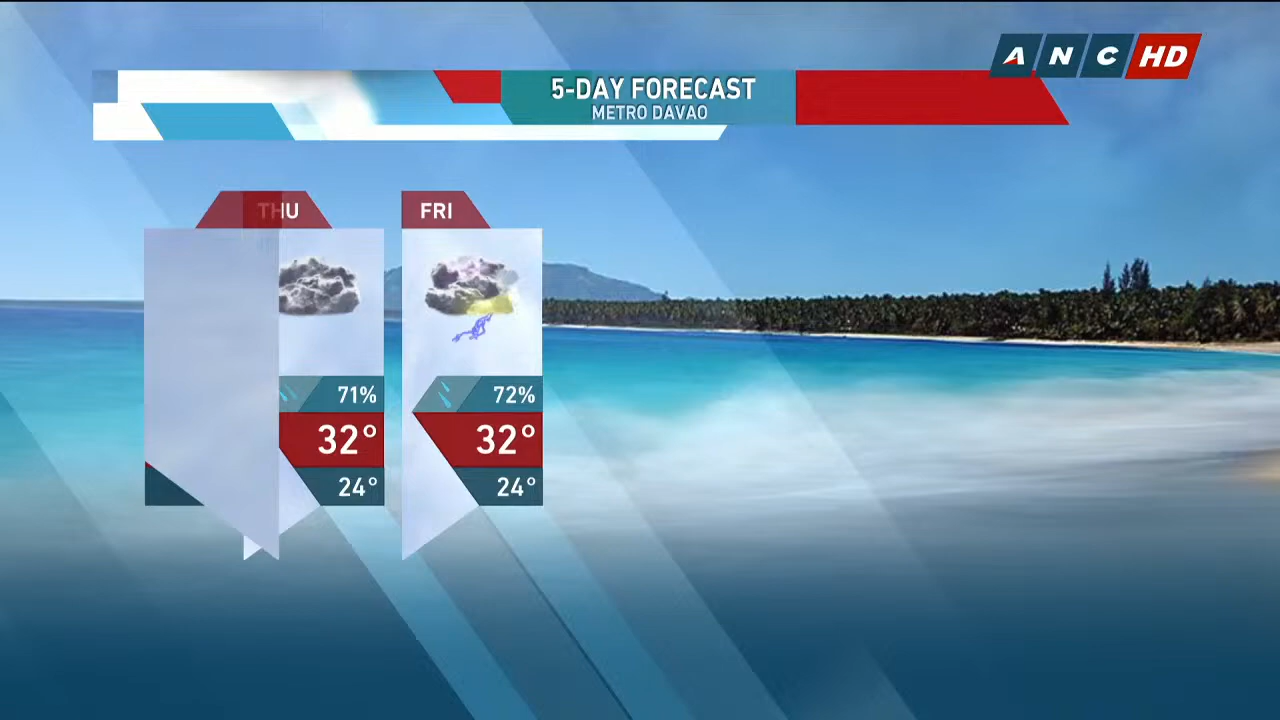 ANC HD
5-DAY FORECAST
METRO DAVAO
THU
FRI
71%
72%
32°
32°
24°
24°